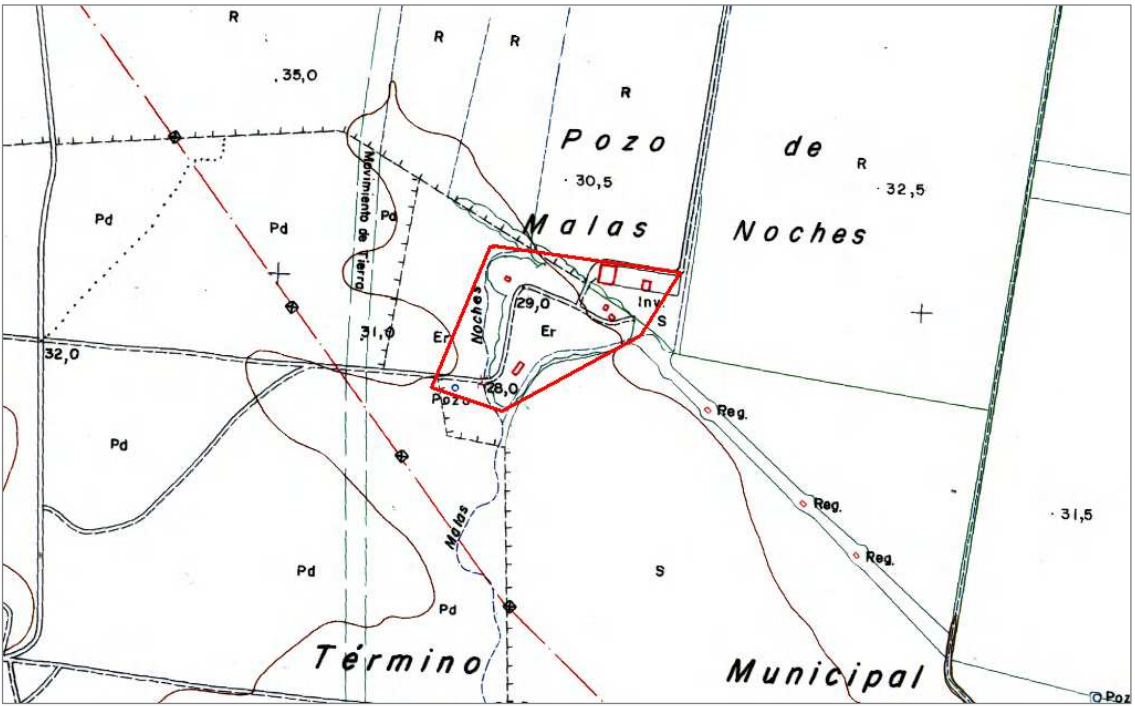 R
R
R
35,0
R
Pozo de R
30,5
32,5
Movimiento de Tierra
Pd
Pd
Pd
Malas Noches
Noches
29,0
Inv.
31,0
Er
Er
S
32,0
28,0
Pozo
Reg.
Pd
Reg.
31,5
Malas
Reg.
Pd
S
Pd
Término Municipal
Poz